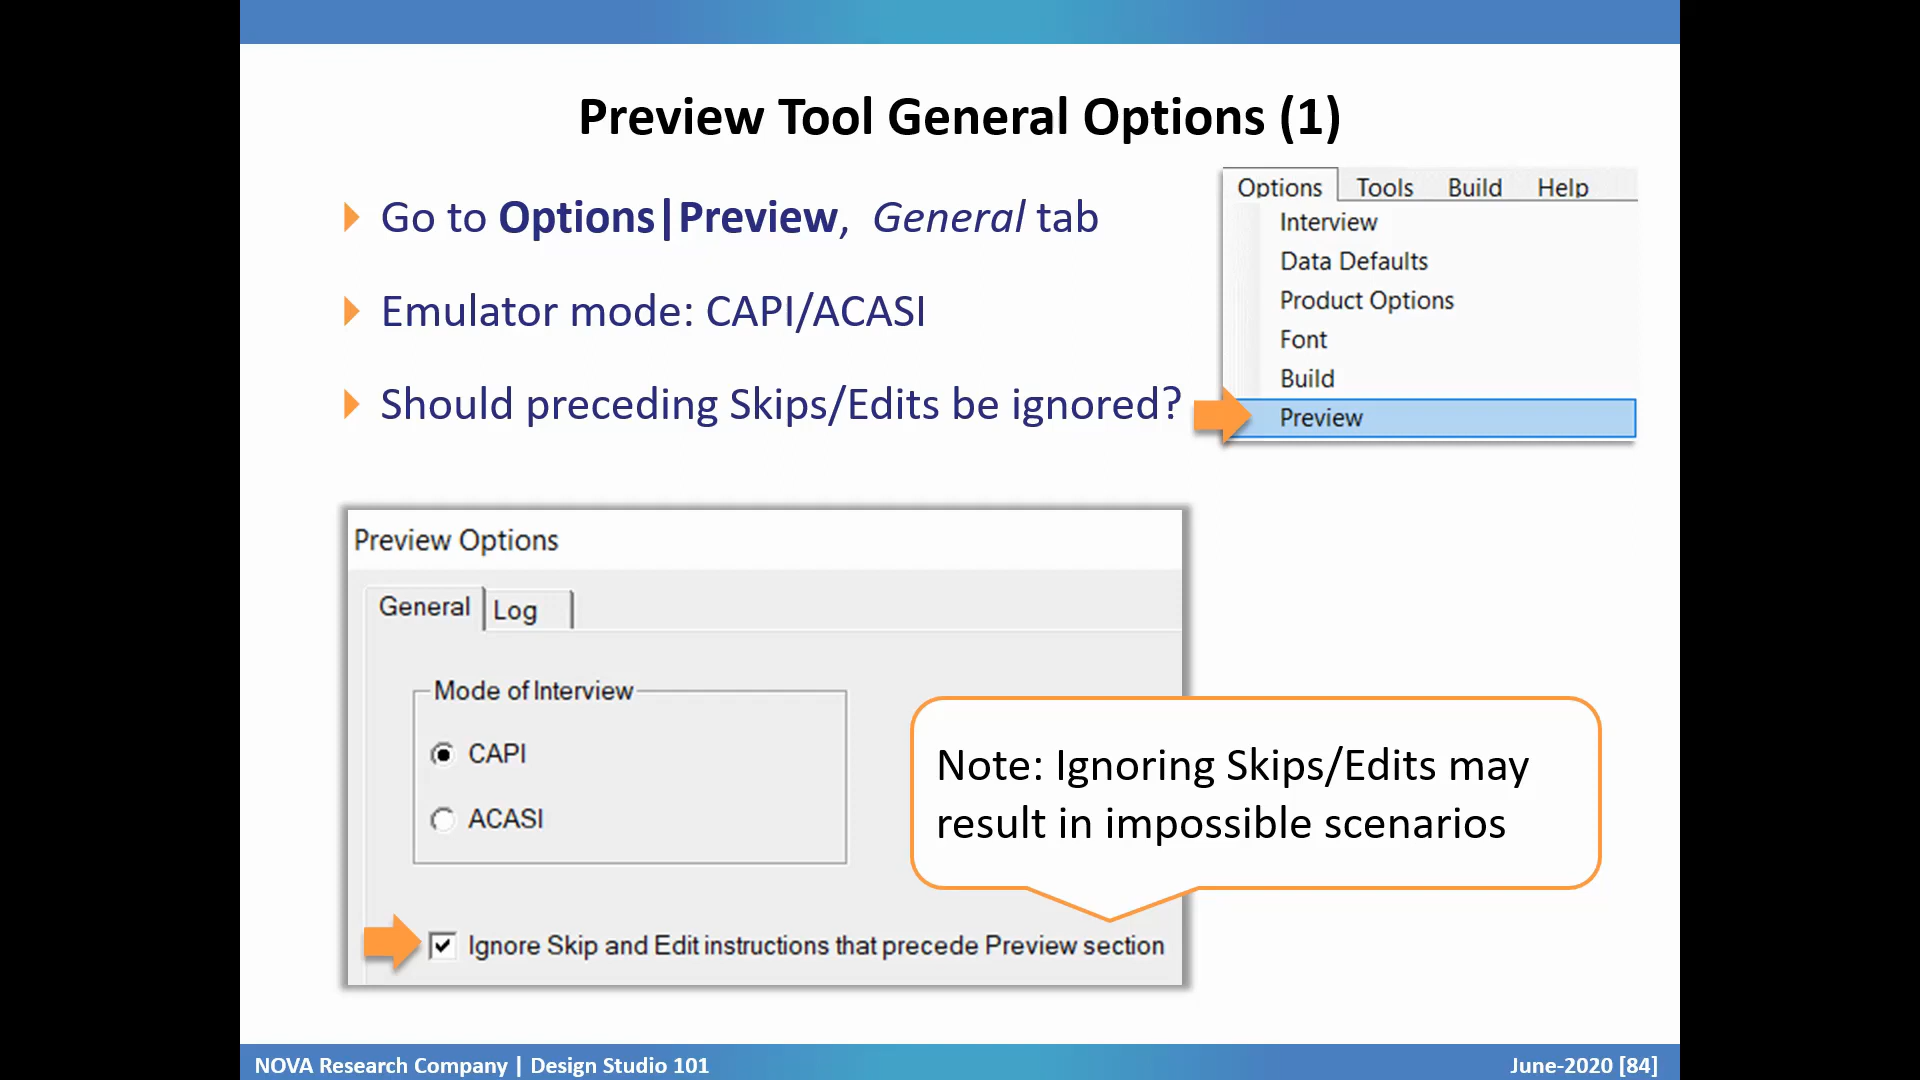 Preview Tool General Options (1)
Go to Options|Preview, General tab
Emulator mode: CAPI/ACASI
Should preceding Skips/Edits be ignored?
Options Tools Build Help
Interview
Data Defaults
Product Options
Font
Build
Preview
Preview Options
General Log
Mode of Interview
CAPI
ACASI
Ignore Skip and Edit instructions that precede Preview section
Note: Ignoring Skips/Edits may
result in impossible scenarios
NOVA Research Company | Design Studio 101
June-2020 [84]